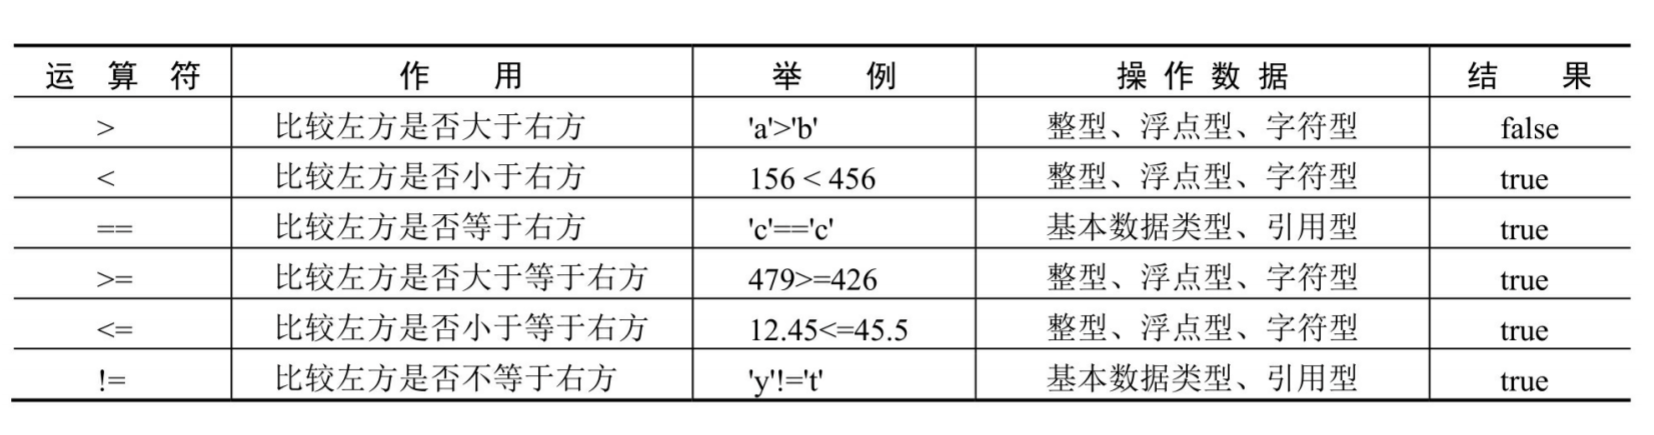 运 算 符 作 用 举 例 操 作 数 据 结 果
> 比较左方是否大于右方 'a'>'b' 整型、浮点型、字符型 false
< 比较左方是否小于右方 156 < 456 整型、浮点型、字符型 true
== 比较左方是否等于右方 'c'=='c' 基本数据类型、引用型 true
>= 比较左方是否大于等于右方 479>=426 整型、浮点型、字符型 true
<= 比较左方是否小于等于右方 12.45<=45.5 整型、浮点型、字符型 true
!= 比较左方是否不等于右方 'y'!='t' 基本数据类型、引用型 true